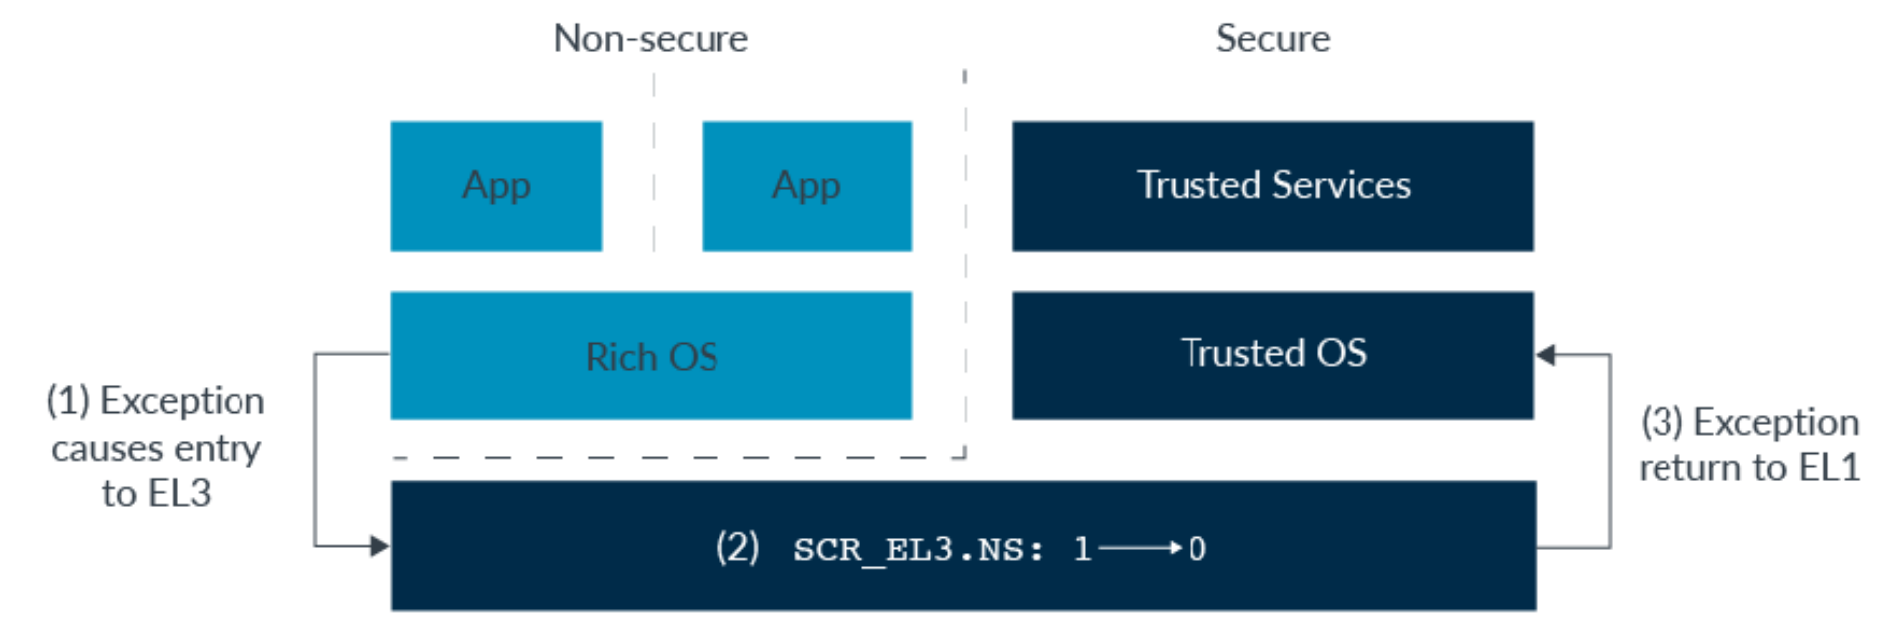 Non-secure
Secure
App
App
Trusted Services
Rich OS
Trusted OS
(1) Exception
causes entry
to EL3
(3) Exception
return to EL1
(2) SCR_EL3.NS: 1 → 0